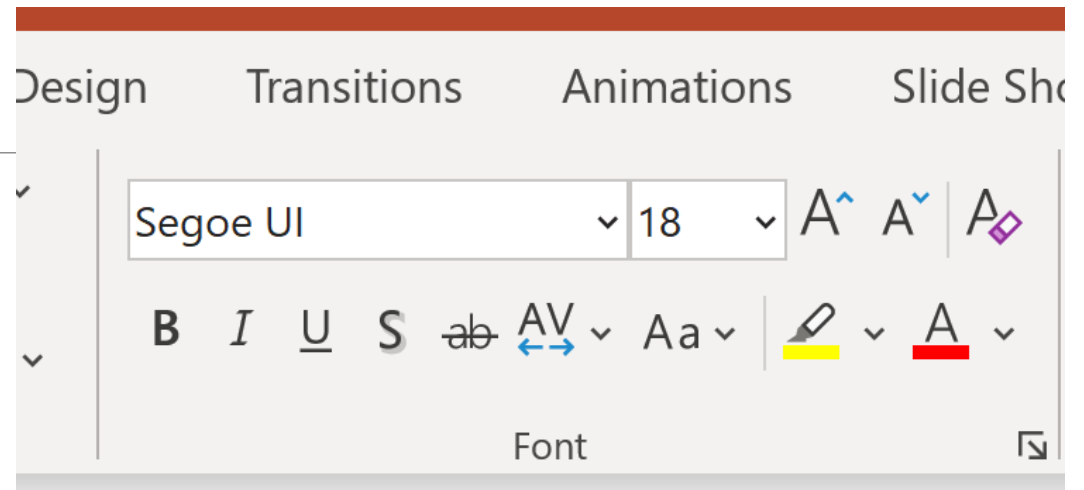 Design Transitions Animations Slide Sho
Segoe UI 18 A A A
B I U S ab AV Aa A
Font